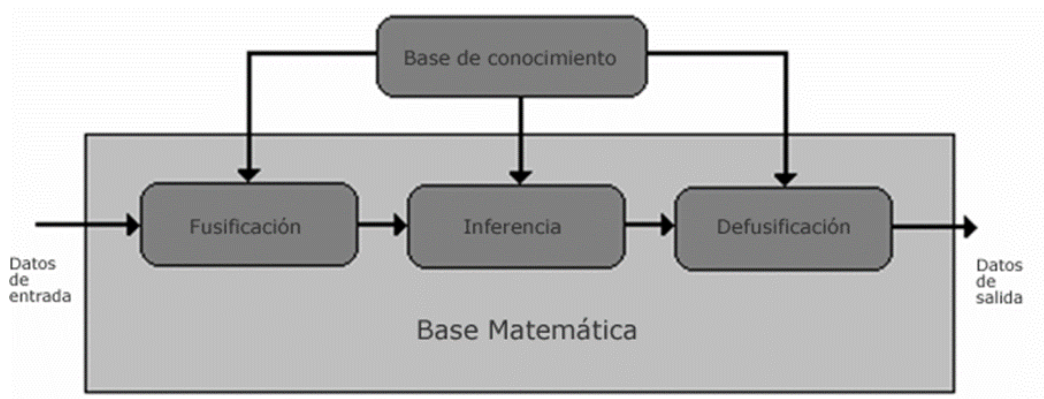 Base de conocimiento
Fusificación
Inferencia
Defusificación
Datos
de
entrada
Datos
de
salida
Base Matemática